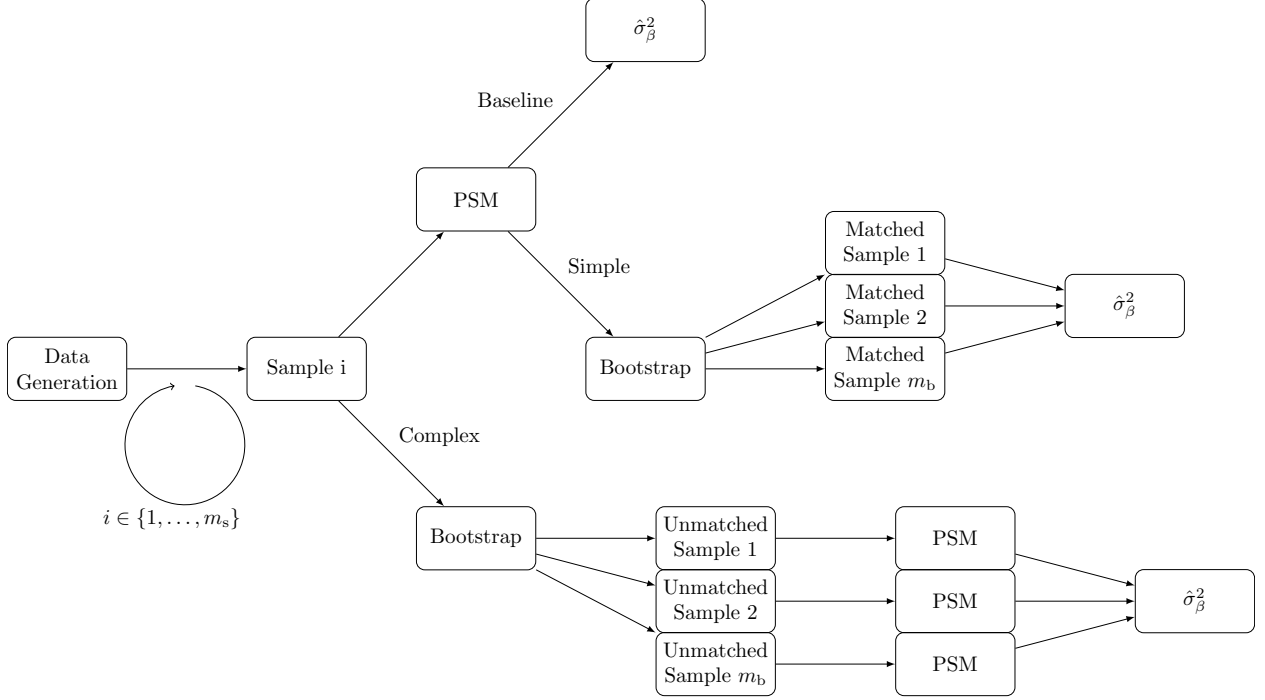 σ̂²_β
Baseline
PSM
Simple
Matched
Sample 1
Matched
Sample 2
Matched
Sample m_b
σ̂²_β
Bootstrap
Data
Generation
Sample i
i ∈ {1, . . . , m_s}
Complex
Bootstrap
Unmatched
Sample 1
Unmatched
Sample 2
Unmatched
Sample m_b
PSM
PSM
PSM
σ̂²_β